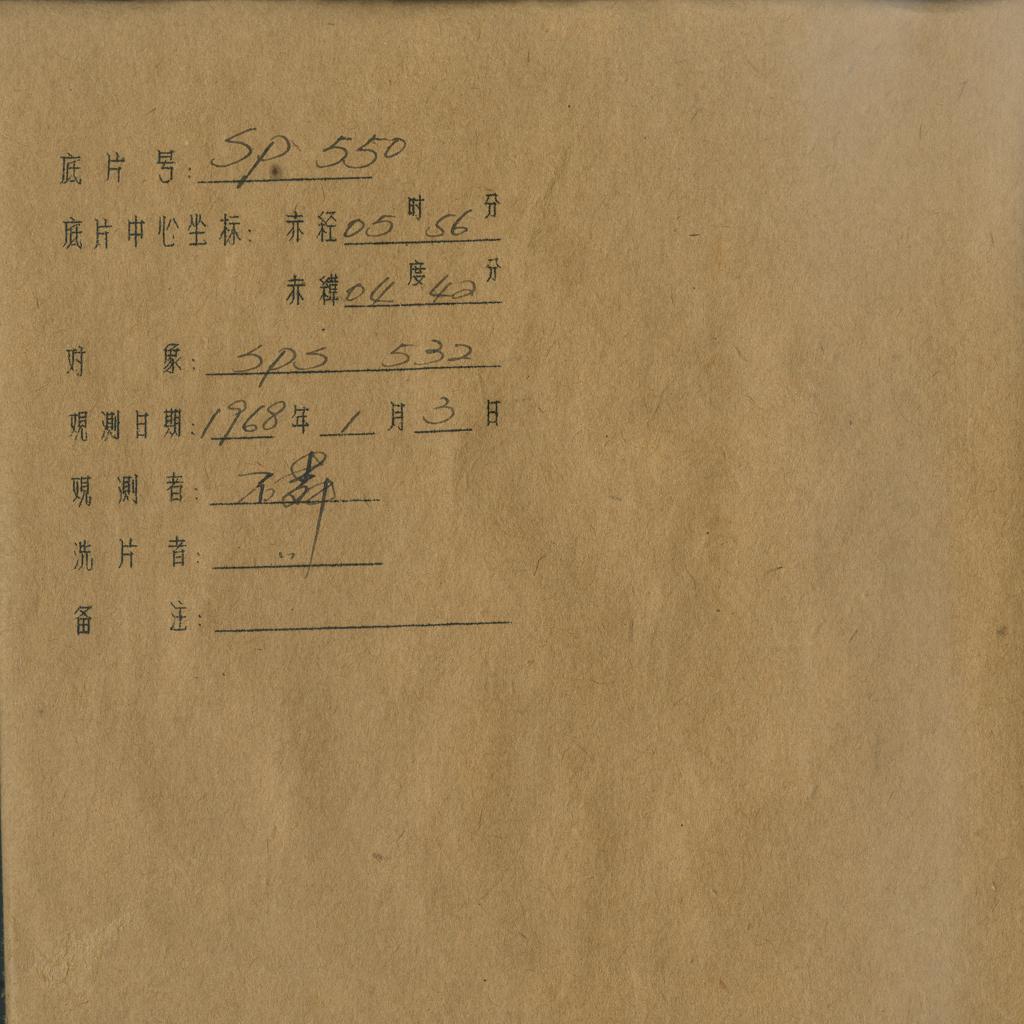 底片号: SP. 550
底片中心坐标: 赤经 05 时 56 分
赤緯 04 度 42 分
对象: SPS 532
观测日期: 1968 年 1 月 3 日
观测者:
洗片者: 〃
备注: